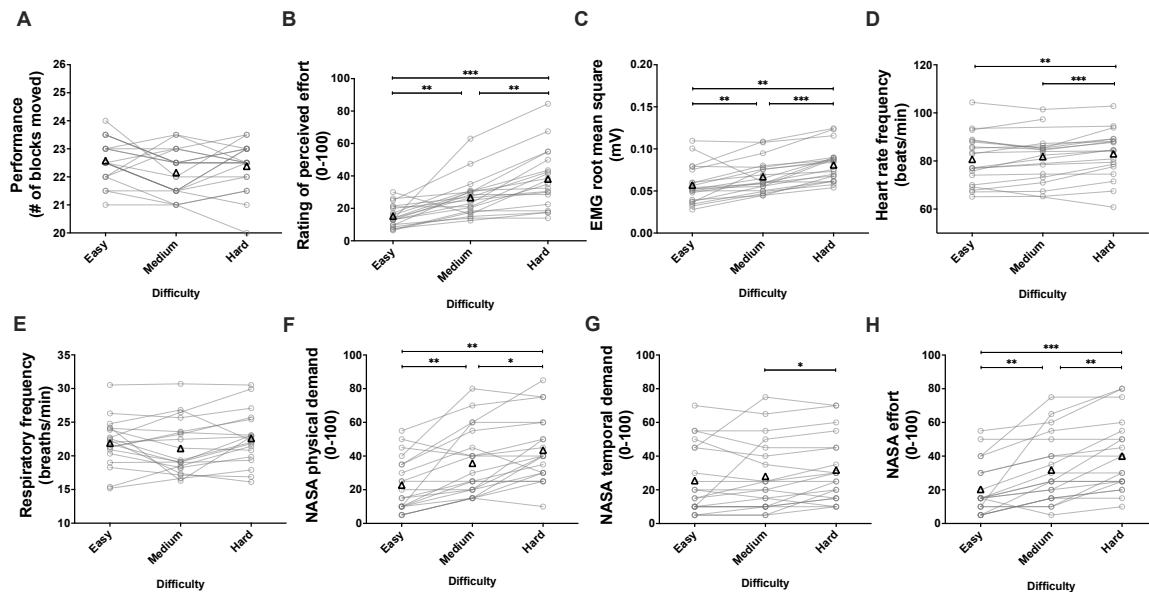 A
Performance
(# of blocks moved)
26
25
24
23
22
21
20
Easy
Medium
Hard
Difficulty
B
Rating of perceived effort
(0-100)
100
80
60
40
20
0
***
**
**
Easy
Medium
Hard
Difficulty
C
EMG root mean square
(mV)
0.20
0.15
0.10
0.05
0.00
**
**
***
Easy
Medium
Hard
Difficulty
D
Heart rate frequency
(beats/min)
120
100
80
60
**
***
Easy
Medium
Hard
Difficulty
E
Respiratory frequency
(breaths/min)
35
30
25
20
15
10
Easy
Medium
Hard
Difficulty
F
NASA physical demand
(0-100)
100
80
60
40
20
0
**
**
*
Easy
Medium
Hard
Difficulty
G
NASA temporal demand
(0-100)
100
80
60
40
20
0
*
Easy
Medium
Hard
Difficulty
H
NASA effort
(0-100)
100
80
60
40
20
0
***
**
**
Easy
Medium
Hard
Difficulty